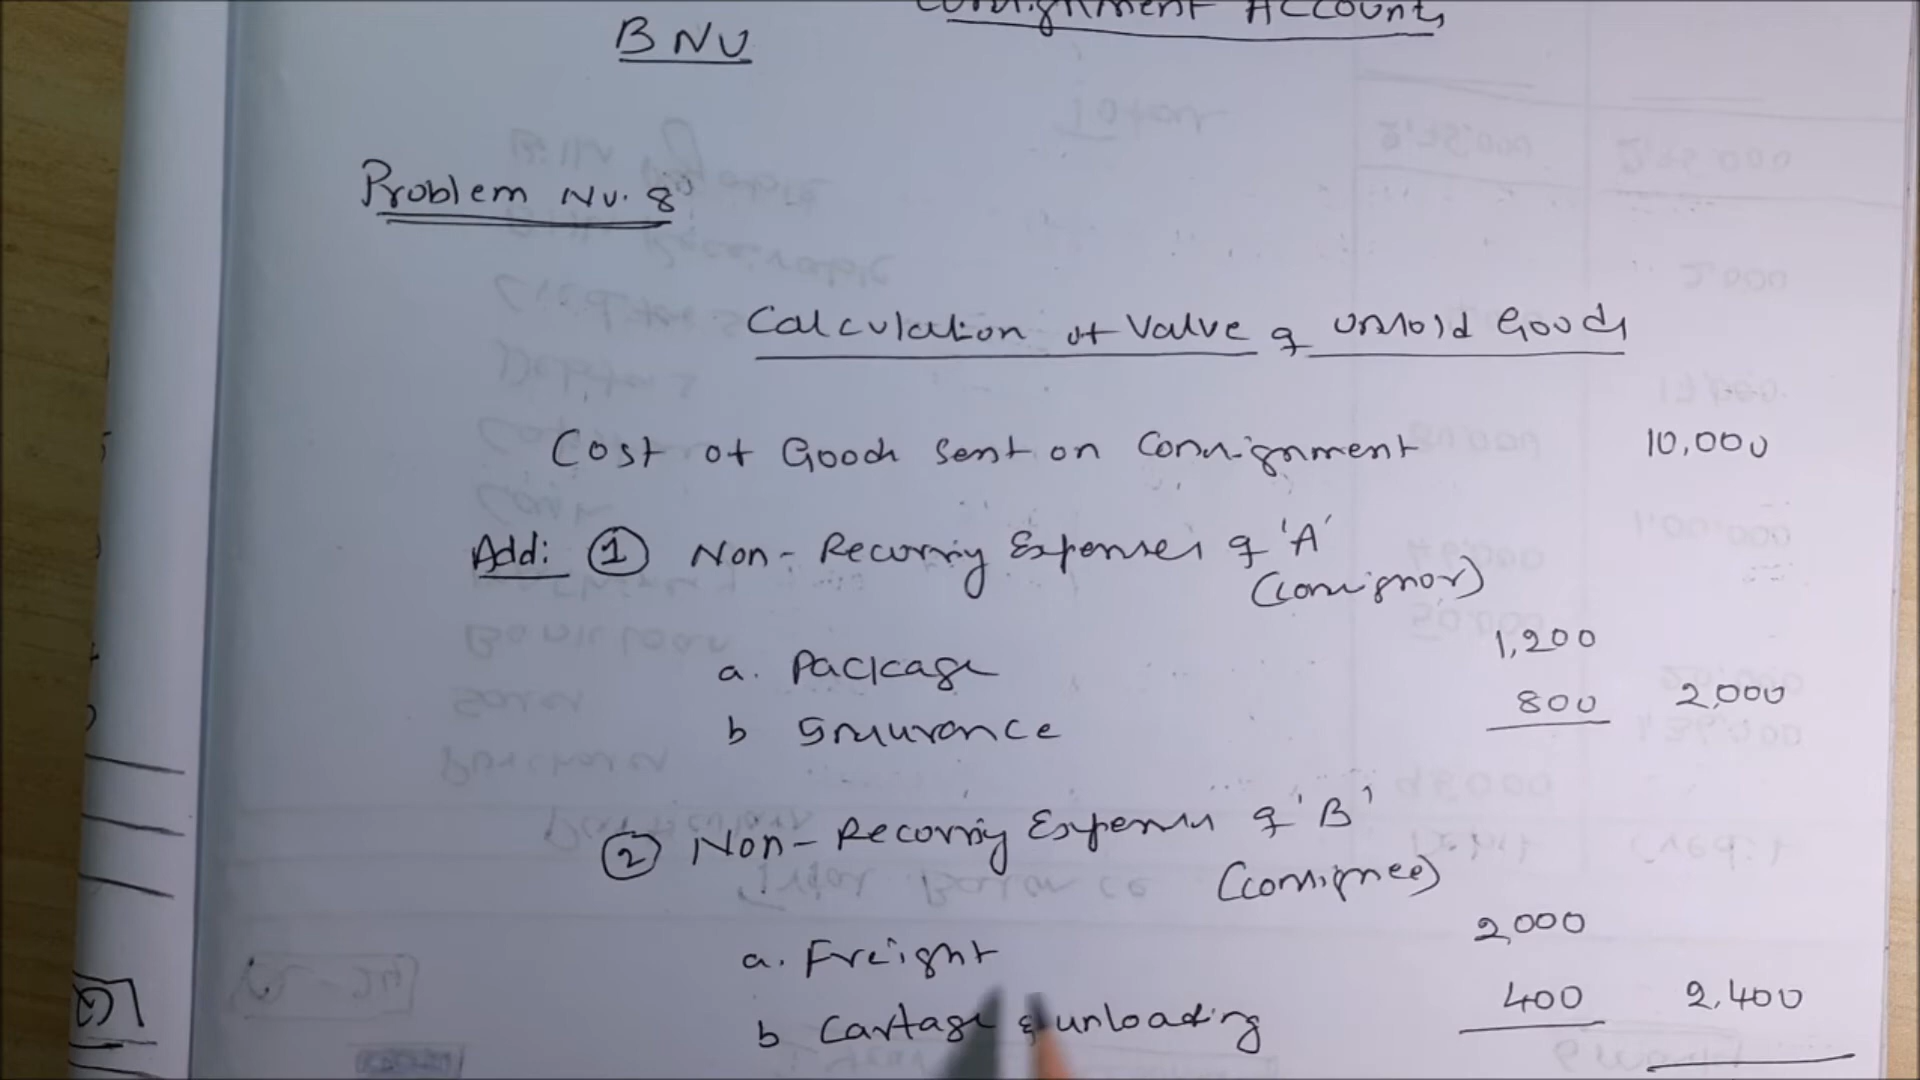 Consignment Accounts
BNU
Problem No. 8
Calculation of Value of Unsold Goods
Cost of Goods Sent on Consignment 10,000
Add: 1 Non-Recurring Expenses of 'A'
(Consignor)
a. Package 1,200
b Insurance 800 2,000
2 Non-Recurring Expenses of 'B'
(Consignee)
a. Freight 2,000
b Cartage & unloading 400 2,400